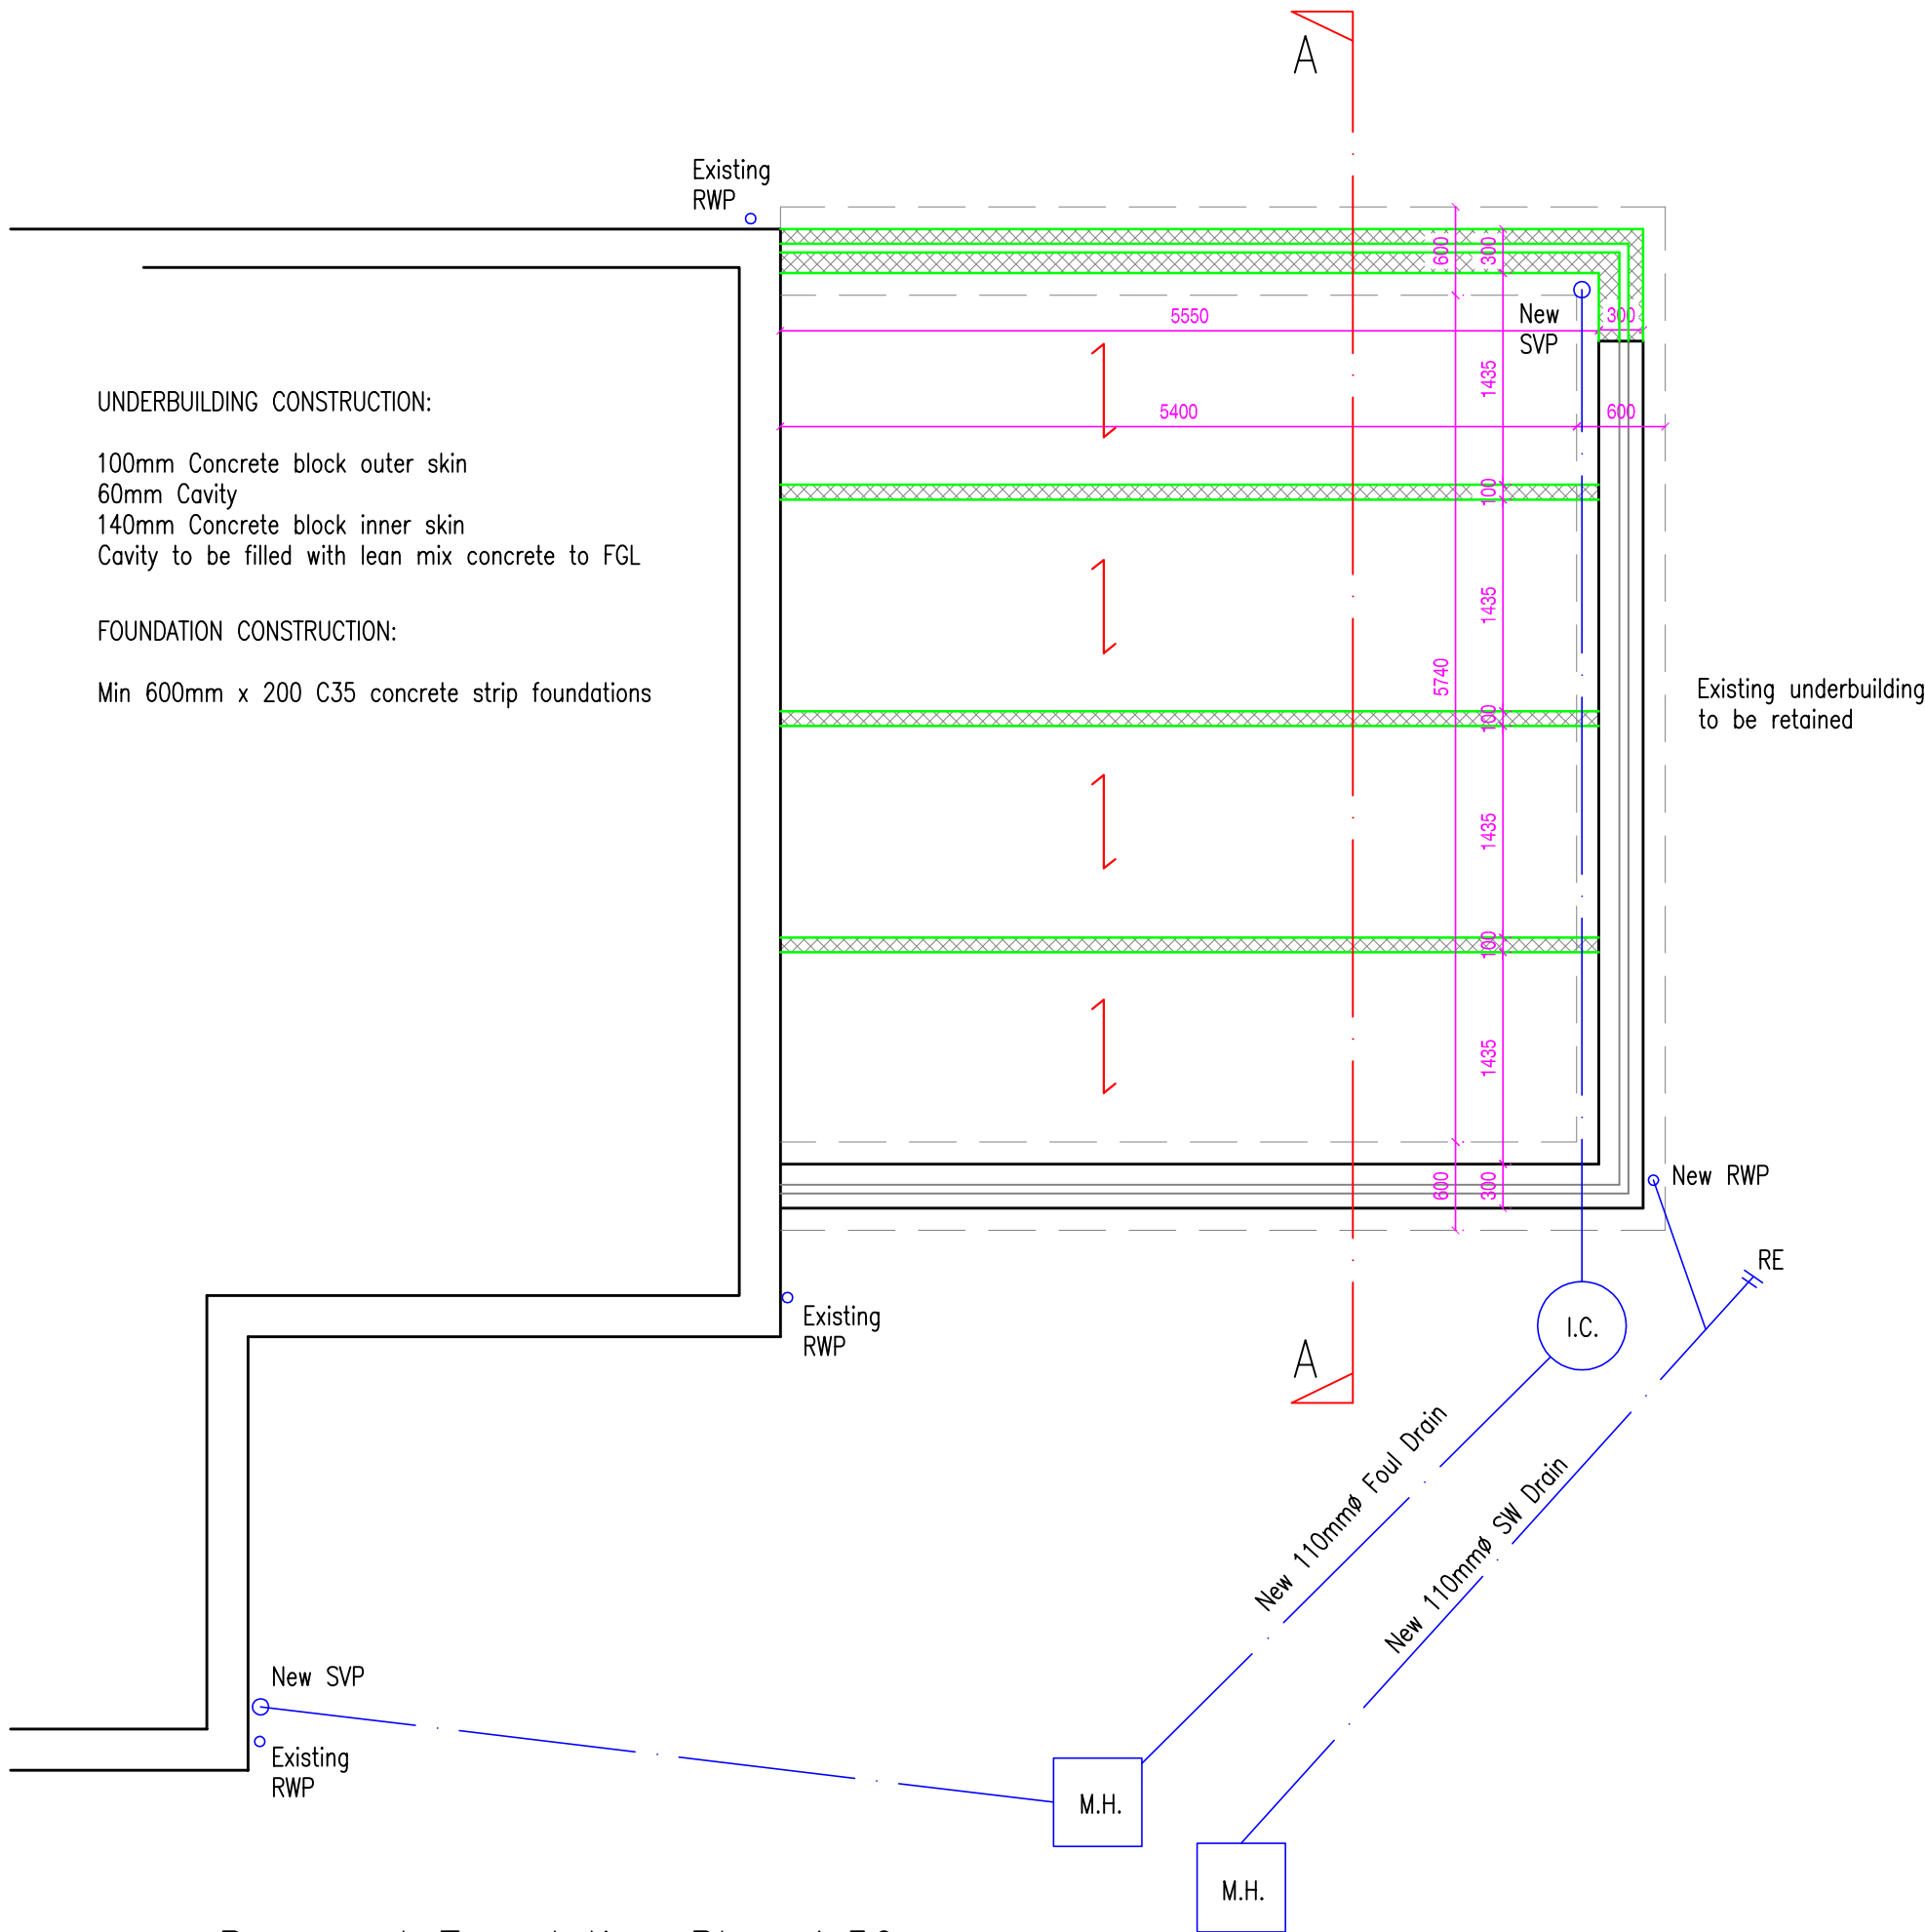 A
Existing
RWP
600
300
5550
300
New
SVP
1435
5400
600
UNDERBUILDING CONSTRUCTION:
100mm Concrete block outer skin
60mm Cavity
140mm Concrete block inner skin
Cavity to be filled with lean mix concrete to FGL
100
FOUNDATION CONSTRUCTION:
Min 600mm x 200 C35 concrete strip foundations
1435
5740
Existing underbuilding
to be retained
100
1435
100
1435
600
300
New RWP
RE
Existing
RWP
I.C.
A
New 110mmø Foul Drain
New 110mmø SW Drain
New SVP
Existing
RWP
M.H.
M.H.